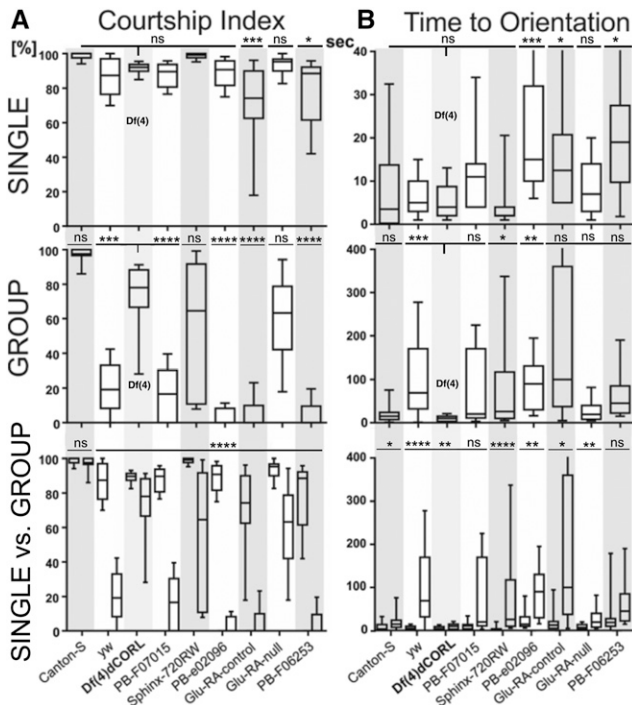 A Courtship Index
B Time to Orientation
[%]
sec
SINGLE
ns *** ns *
100
80
60
40
20
0
Df(4)
ns *** * ns *
40
30
20
10
0
Df(4)
GROUP
ns *** **** ns **** **** ns ****
100
80
60
40
20
0
Df(4)
ns *** ns * ** ns ns ns
400
300
200
100
0
Df(4)
SINGLE vs. GROUP
ns ****
100
80
60
40
20
0
* **** ** ns **** ** * ** ns
400
300
200
100
0
Canton-S
yw
Df(4)dCORL
PB-F07015
Sphinx-720RW
PB-e02096
Glu-RA-control
Glu-RA-null
PB-F06253
Canton-S
yw
Df(4)dCORL
PB-F07015
Sphinx-720RW
PB-e02096
Glu-RA-control
Glu-RA-null
PB-F06253